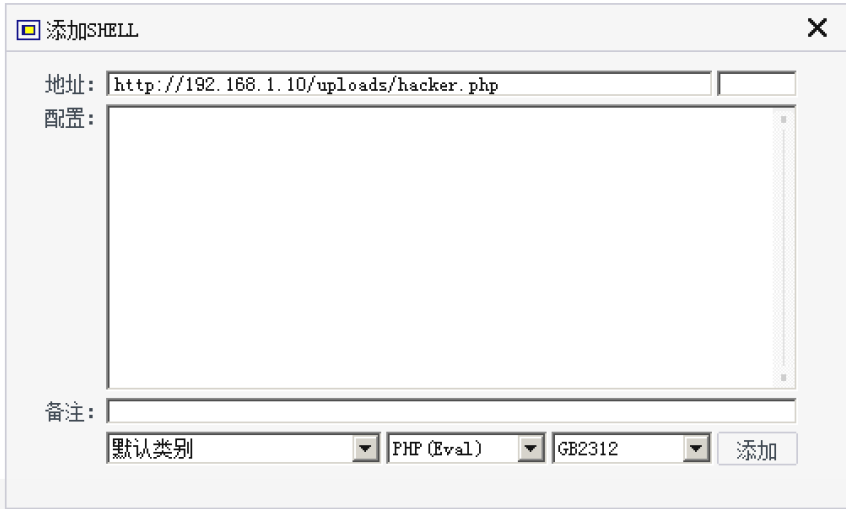 添加SHELL
地址: http://192.168.1.10/uploads/hacker.php
配置:
备注:
默认类别 PHP(Eval) GB2312 添加